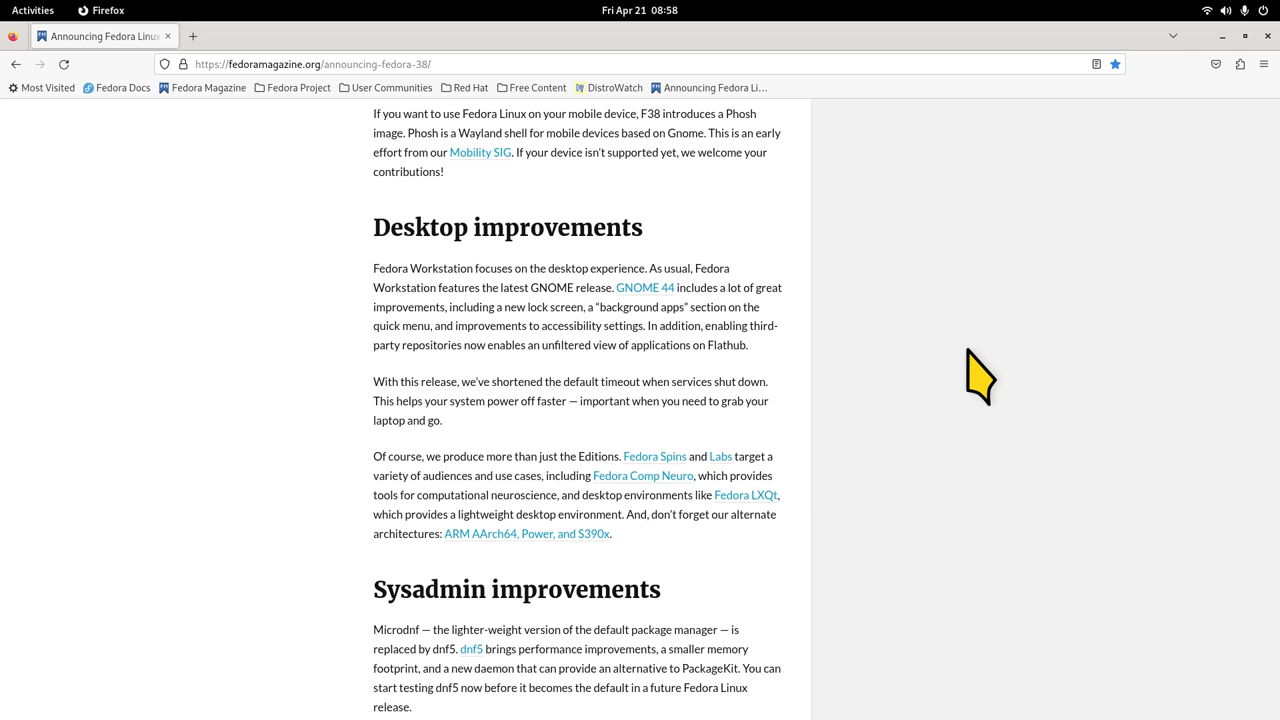 Activities
Firefox
Fri Apr 21 08:58
Announcing Fedora Linux
https://fedoramagazine.org/announcing-fedora-38/
Most Visited
Fedora Docs
Fedora Magazine
Fedora Project
User Communities
Red Hat
Free Content
DistroWatch
Announcing Fedora Li…
If you want to use Fedora Linux on your mobile device, F38 introduces a Phosh
image. Phosh is a Wayland shell for mobile devices based on Gnome. This is an early
effort from our Mobility SIG. If your device isn’t supported yet, we welcome your
contributions!
Desktop improvements
Fedora Workstation focuses on the desktop experience. As usual, Fedora
Workstation features the latest GNOME release. GNOME 44 includes a lot of great
improvements, including a new lock screen, a “background apps” section on the
quick menu, and improvements to accessibility settings. In addition, enabling third-
party repositories now enables an unfiltered view of applications on Flathub.
With this release, we’ve shortened the default timeout when services shut down.
This helps your system power off faster — important when you need to grab your
laptop and go.
Of course, we produce more than just the Editions. Fedora Spins and Labs target a
variety of audiences and use cases, including Fedora Comp Neuro, which provides
tools for computational neuroscience, and desktop environments like Fedora LXQt,
which provides a lightweight desktop environment. And, don’t forget our alternate
architectures: ARM AArch64, Power, and S390x.
Sysadmin improvements
Microdnf — the lighter-weight version of the default package manager — is
replaced by dnf5. dnf5 brings performance improvements, a smaller memory
footprint, and a new daemon that can provide an alternative to PackageKit. You can
start testing dnf5 now before it becomes the default in a future Fedora Linux
release.